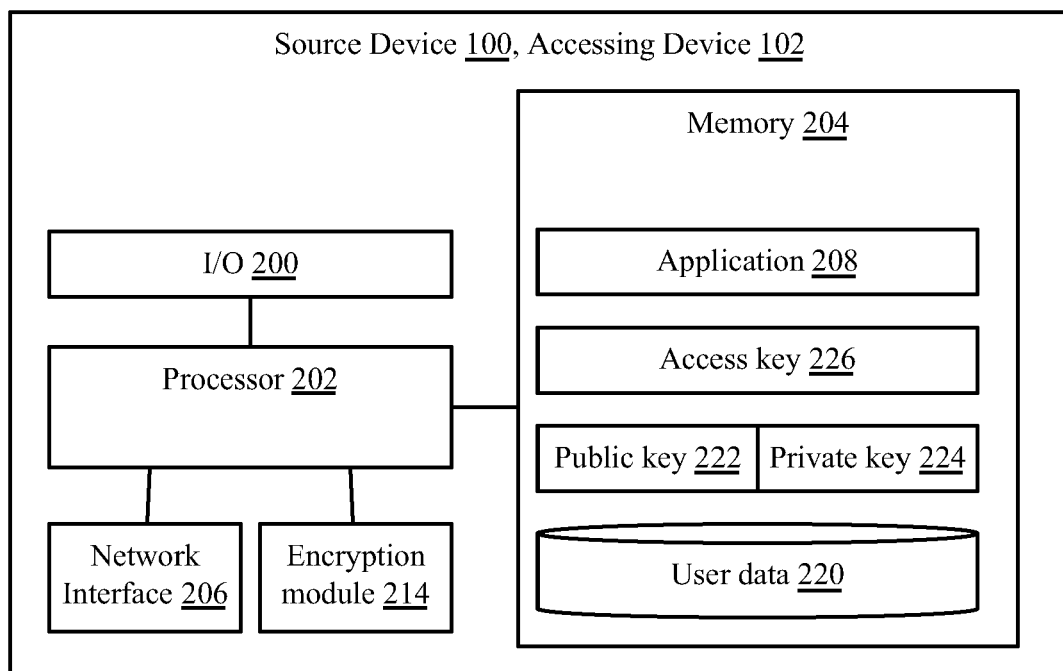 Source Device 100, Accessing Device 102
I/O 200
Processor 202
Network
Interface 206
Encryption
module 214
Memory 204
Application 208
Access key 226
Public key 222
Private key 224
User data 220